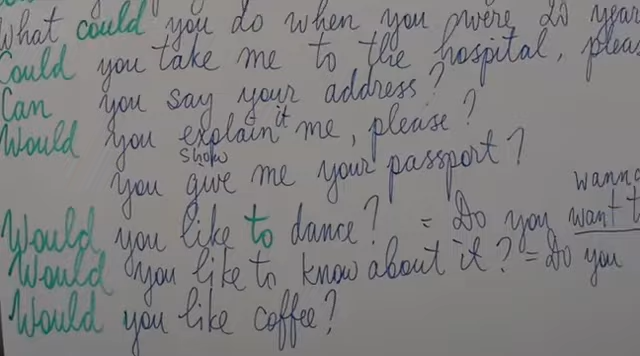 What could you do when you were 20 year
Could you take me to the hospital, pleas
Can you say your address?
Would you explain it me, please?
show
you give me your passport?
wanna
Would you like to dance? = Do you want t
Would you like to know about it? = Do you
Would you like coffee?